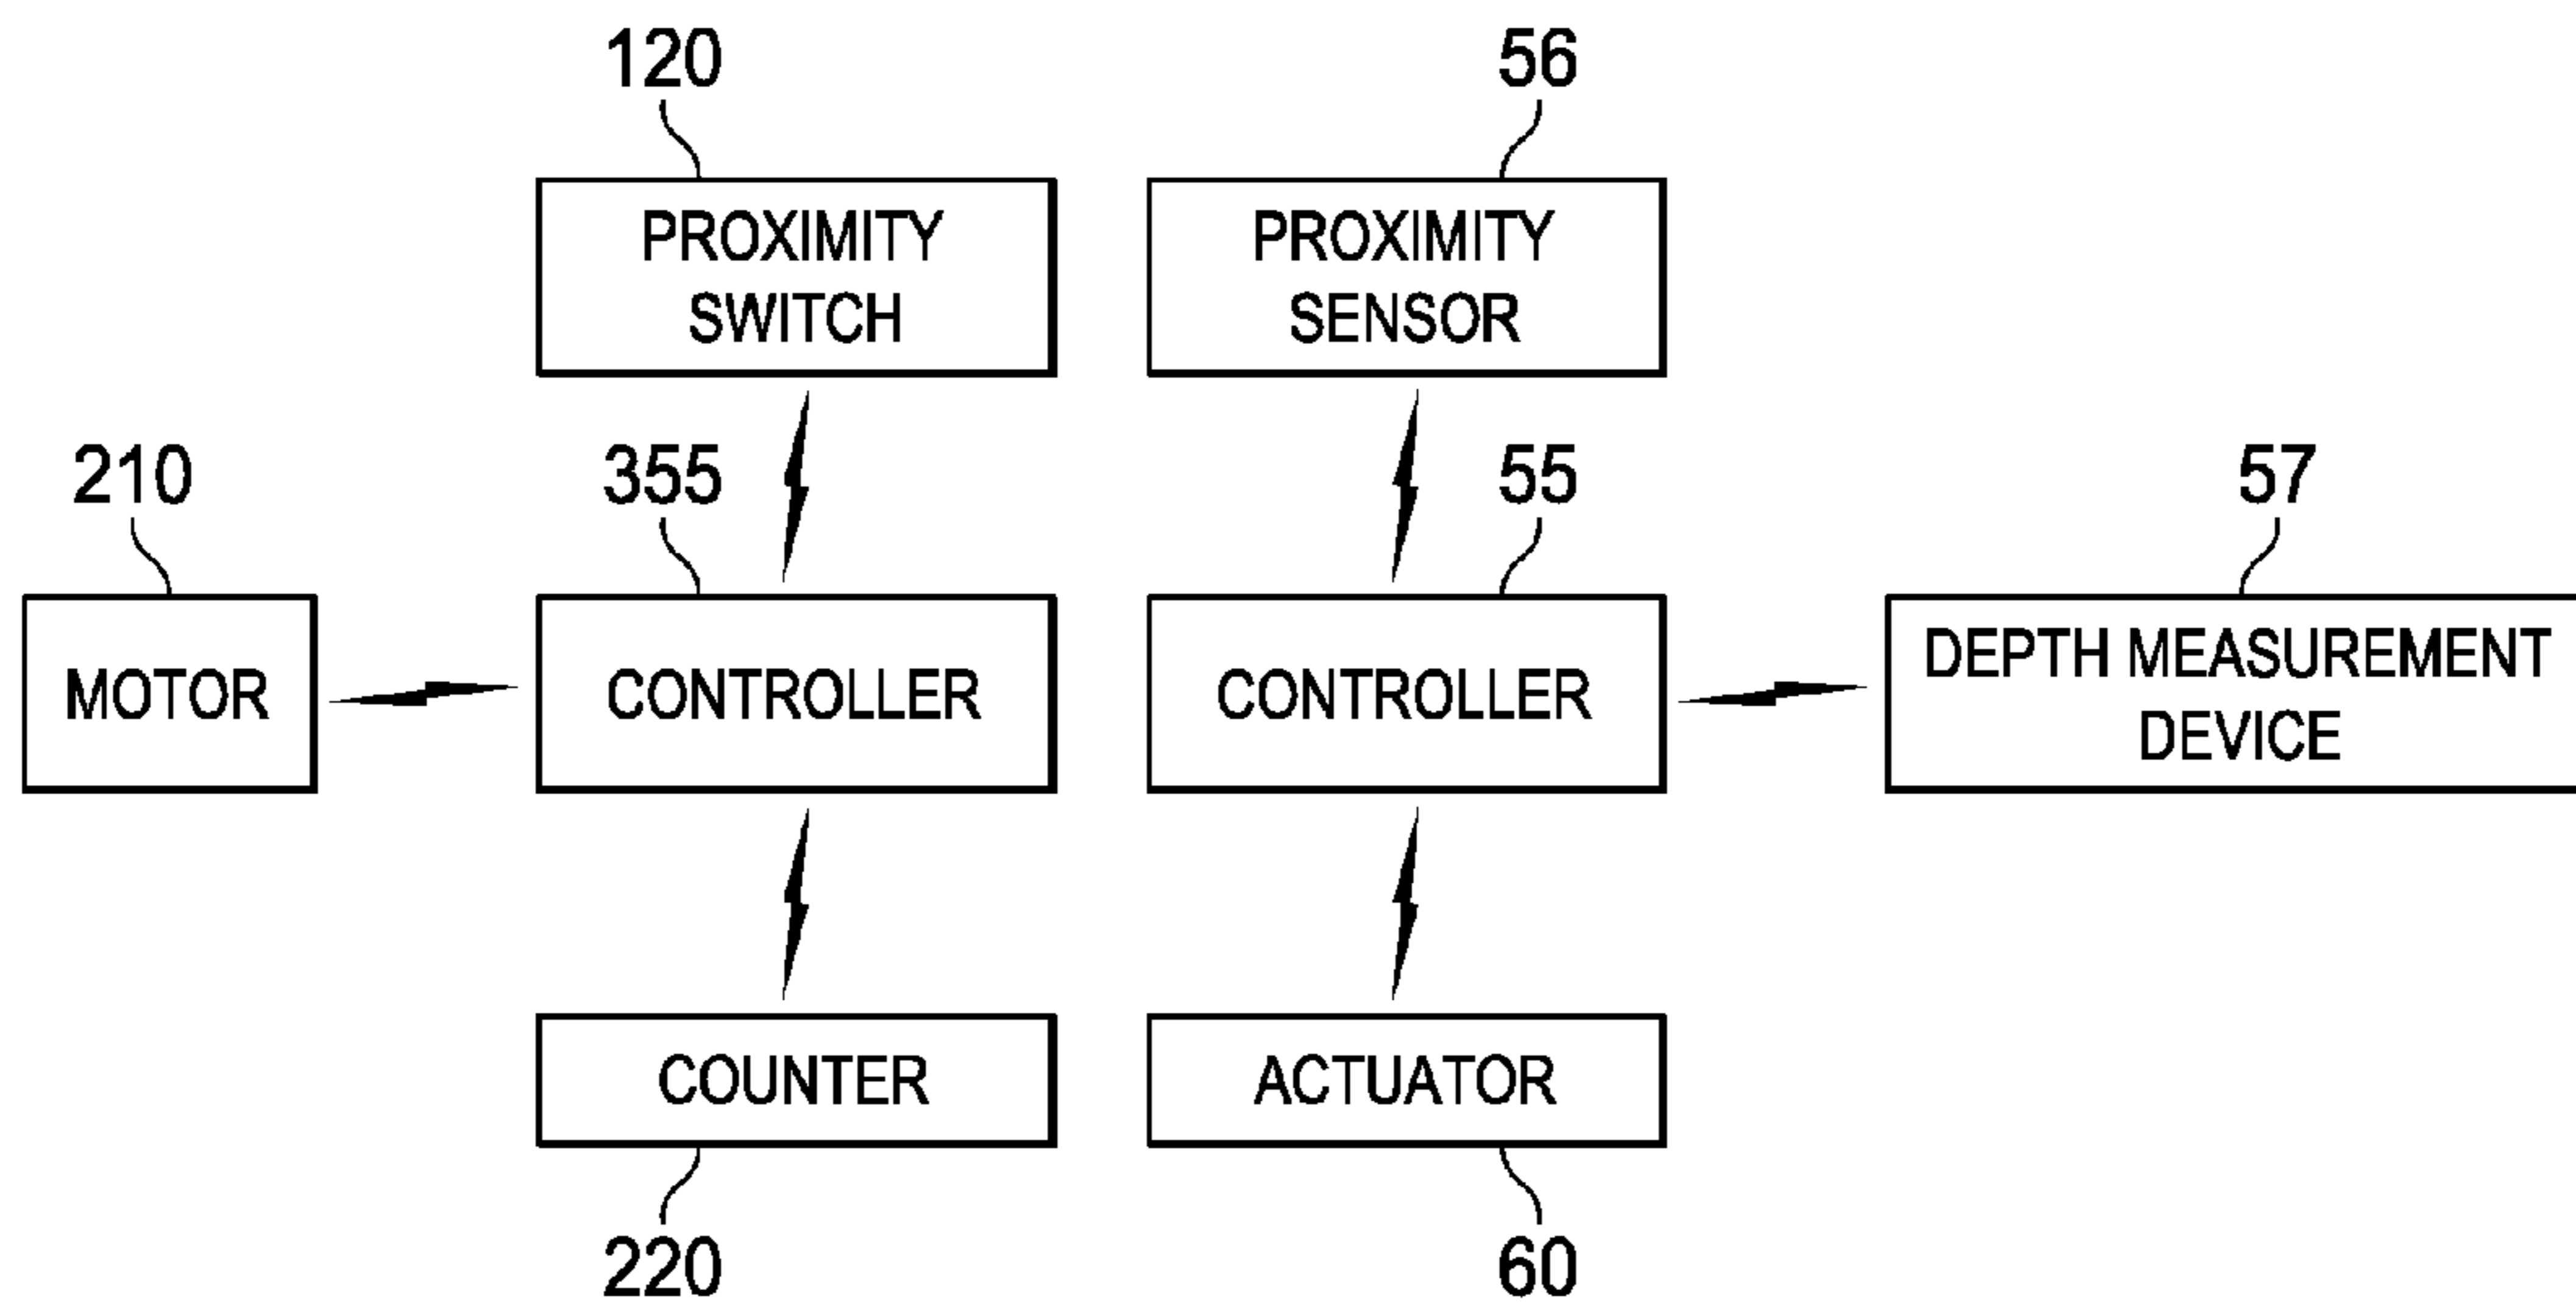 120
56
PROXIMITY
SWITCH
PROXIMITY
SENSOR
210
355
55
57
MOTOR
CONTROLLER
CONTROLLER
DEPTH MEASUREMENT
DEVICE
COUNTER
ACTUATOR
220
60